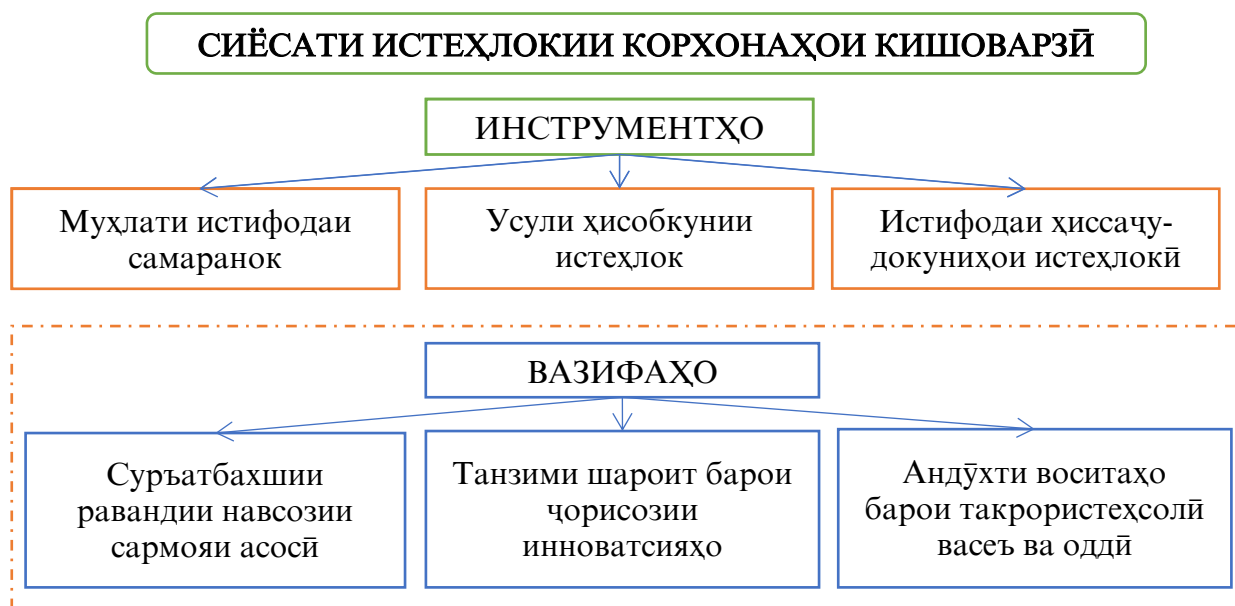 СИЁСАТИ ИСТЕҲЛОКИИ КОРХОНАҲОИ КИШОВАРЗӢ
ИНСТРУМЕНТҲО
Муҳлати истифодаи
самаранок
Усули ҳисобкунии
истеҳлок
Истифодаи ҳиссаҷу-
докуниҳои истеҳлокӣ
ВАЗИФАҲО
Суръатбахшии
равандии навсозии
сармояи асосӣ
Танзими шароит барои
ҷорисозии
инноватсияҳо
Андӯхти воситаҳо
барои такрористеҳсолӣ
васеъ ва оддӣ